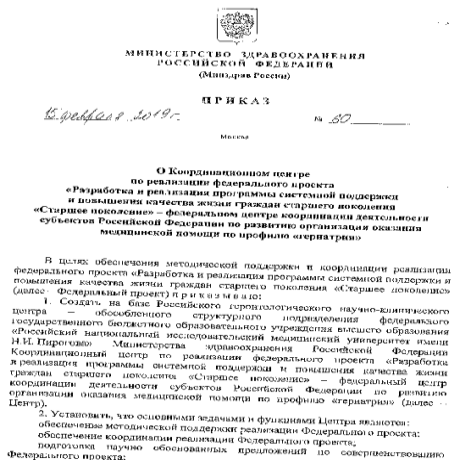 МИНИСТЕРСТВО ЗДРАВООХРАНЕНИЯ
РОССИЙСКОЙ ФЕДЕРАЦИИ
(Минздрав России)
ПРИКАЗ
15 февраля 2019 г.
№ 80
Москва
О Координационном центре
по реализации федерального проекта
«Разработка и реализация программы системной поддержки
и повышения качества жизни граждан старшего поколения
«Старшее поколение» – федеральном центре координации деятельности
субъектов Российской Федерации по развитию организации оказания
медицинской помощи по профилю «гериатрия»
В целях обеспечения методической поддержки и координации реализации
федерального проекта «Разработка и реализация программы системной поддержки и
повышения качества жизни граждан старшего поколения «Старшее поколение»
(далее – Федеральный проект) приказываю:
1. Создать на базе Российского геронтологического научно-клинического
центра – обособленного структурного подразделения федерального
государственного бюджетного образовательного учреждения высшего образования
«Российский национальный исследовательский медицинский университет имени
Н.И. Пирогова» Министерства здравоохранения Российской Федерации
Координационный центр по реализации федерального проекта «Разработка
и реализация программы системной поддержки и повышения качества жизни
граждан старшего поколения «Старшее поколение» – федеральный центр
координации деятельности субъектов Российской Федерации по развитию
организации оказания медицинской помощи по профилю «гериатрия» (далее –
Центр).
2. Установить, что основными задачами и функциями Центра являются:
обеспечение методической поддержки реализации Федерального проекта;
обеспечение координации реализации Федерального проекта;
подготовка научно обоснованных предложений по совершенствованию
Федерального проекта;